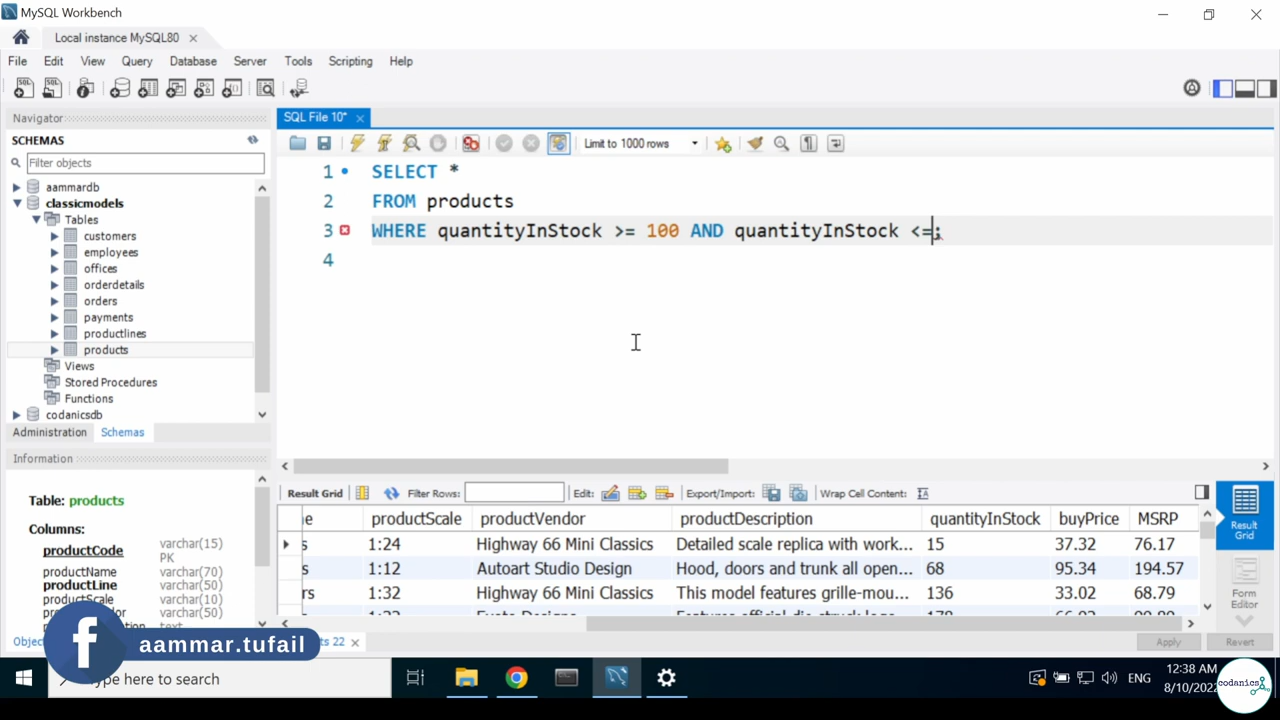 MySQL Workbench
Local instance MySQL80
File Edit View Query Database Server Tools Scripting Help
Navigator
SCHEMAS
Filter objects
aammardb
classicmodels
Tables
customers
employees
offices
orderdetails
orders
payments
productlines
products
Views
Stored Procedures
Functions
codanicsdb
Administration Schemas
Information
Table: products
Columns:
productCode varchar(15)
PK
productName varchar(70)
productLine varchar(50)
productScale varchar(10)
varchar(50)
text
SQL File 10*
Limit to 1000 rows
1 SELECT *
2 FROM products
3 WHERE quantityInStock >= 100 AND quantityInStock <=;
4
Result Grid Filter Rows: Edit: Export/Import: Wrap Cell Content:
productScale productVendor productDescription quantityInStock buyPrice MSRP
s 1:24 Highway 66 Mini Classics Detailed scale replica with work... 15 37.32 76.17
s 1:12 Autoart Studio Design Hood, doors and trunk all open... 68 95.34 194.57
rs 1:32 Highway 66 Mini Classics This model features grille-mou... 136 33.02 68.79
Result Grid
Form Editor
22
Apply Revert
f aammar.tufail
ype here to search
ENG
12:38 AM
8/10/2022
codanics